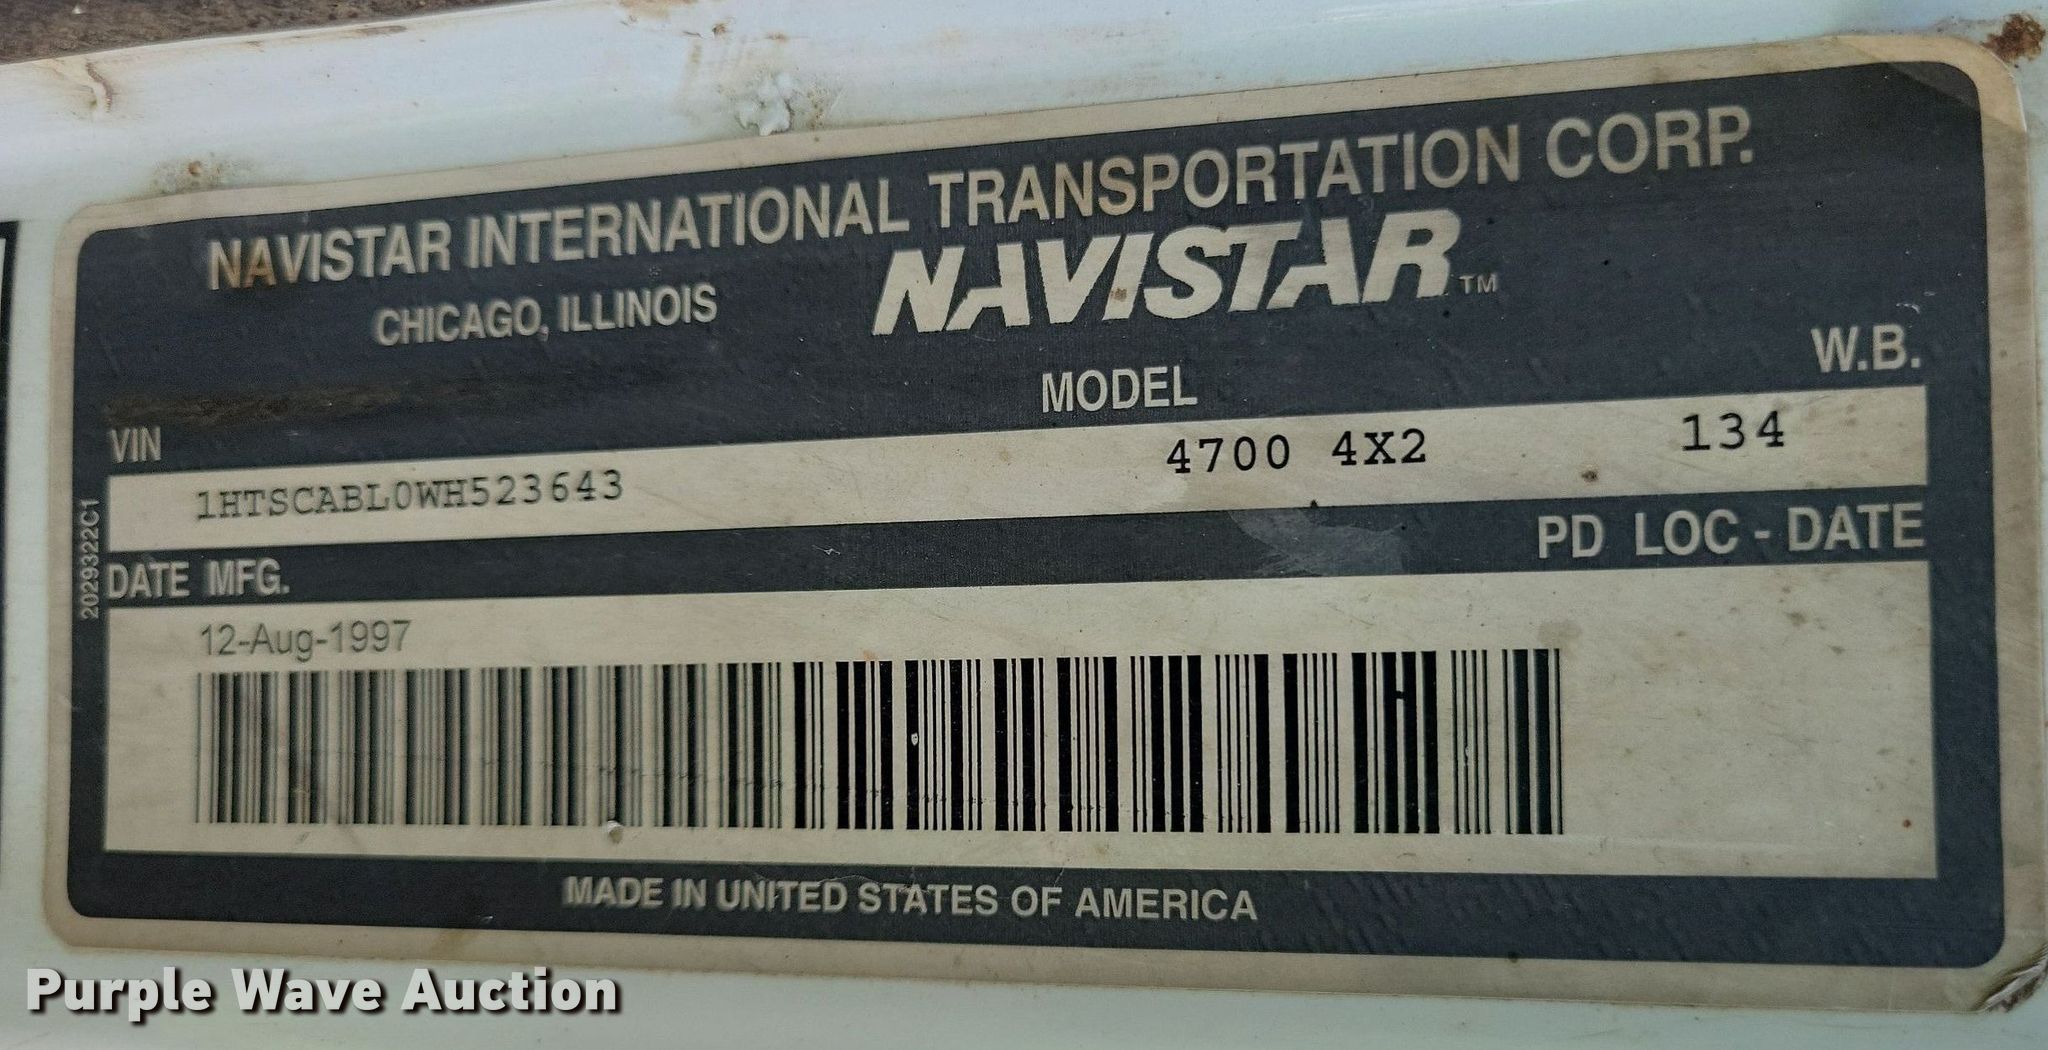 NAVISTAR INTERNATIONAL TRANSPORTATION CORP.
CHICAGO, ILLINOIS
NAVISTAR™
VIN
MODEL
W.B.
1HTSCABL0WH523643
4700 4X2
134
2029322C1
DATE MFG.
PD LOC - DATE
12-Aug-1997
MADE IN UNITED STATES OF AMERICA
Purple Wave Auction